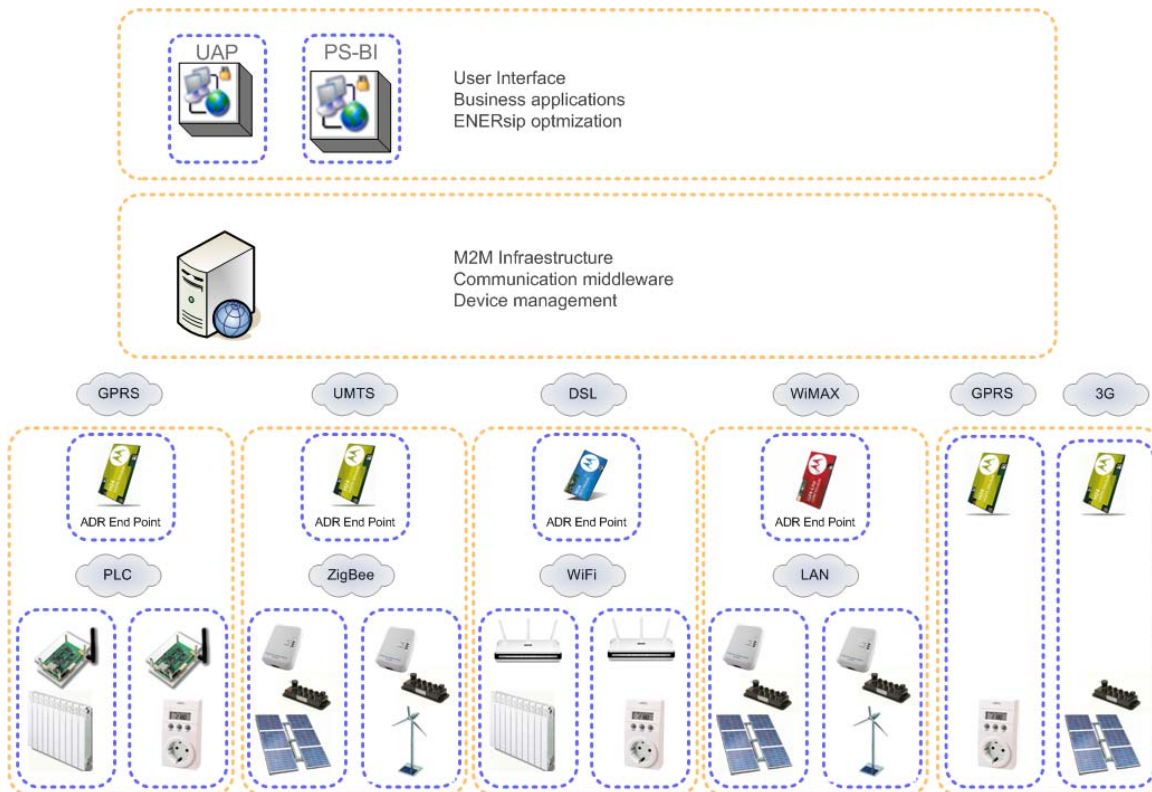 UAP
PS-BI
User Interface
Business applications
ENERsip optmization
M2M Infraestructure
Communication middleware
Device management
GPRS
UMTS
DSL
WiMAX
GPRS
3G
ADR End Point
ADR End Point
ADR End Point
ADR End Point
PLC
ZigBee
WiFi
LAN